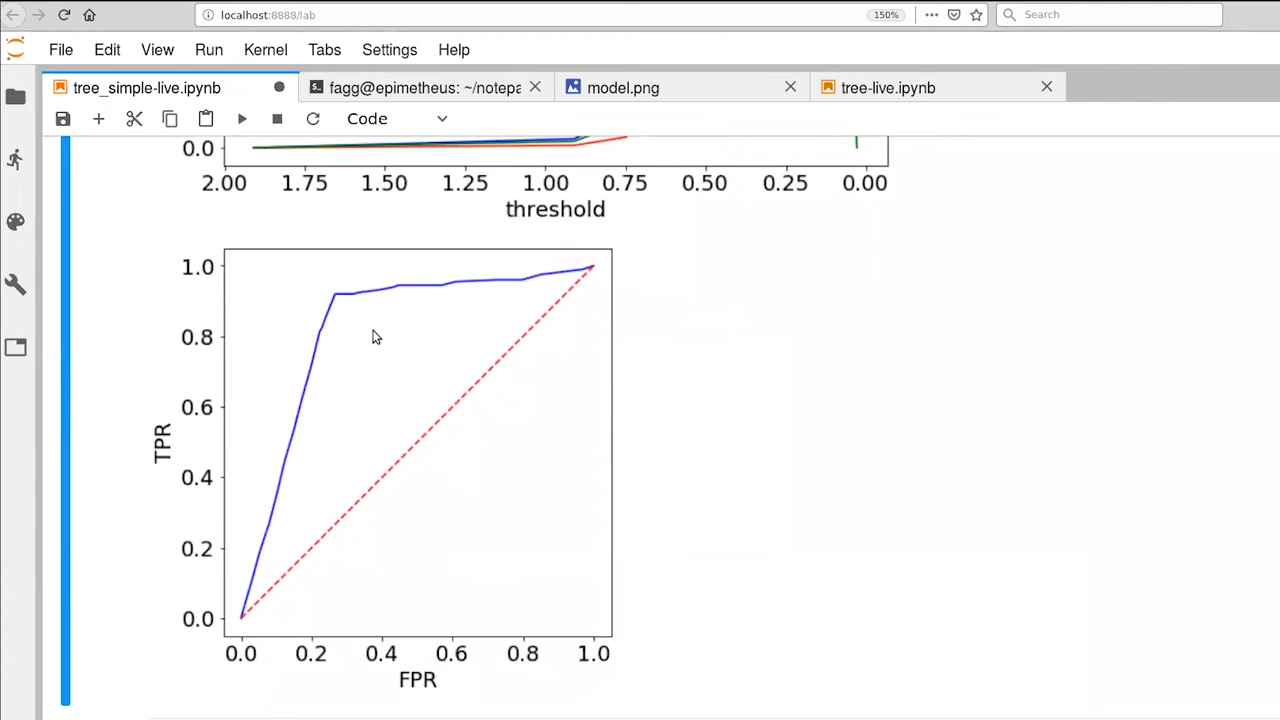 localhost:8888/lab
150%
Search
File Edit View Run Kernel Tabs Settings Help
tree_simple-live.ipynb
fagg@epimetheus: ~/notepa
model.png
tree-live.ipynb
Code
0.0
2.00 1.75 1.50 1.25 1.00 0.75 0.50 0.25 0.00
threshold
1.0
0.8
0.6
TPR
0.4
0.2
0.0
0.0 0.2 0.4 0.6 0.8 1.0
FPR